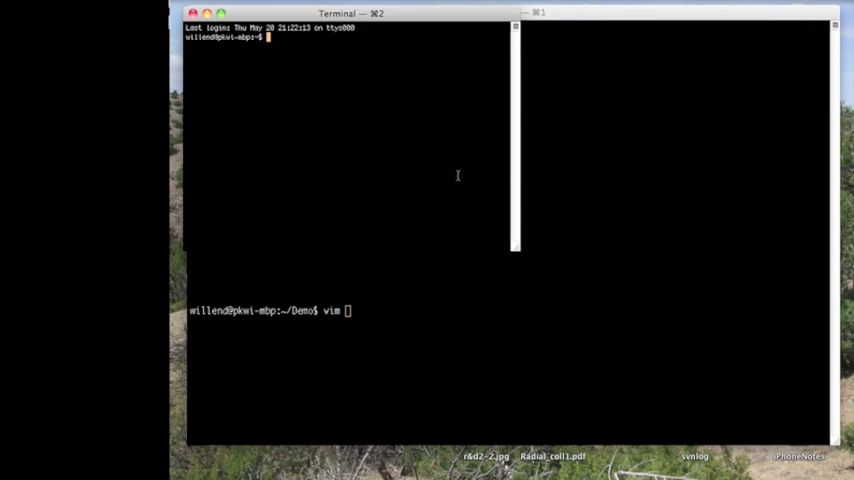 Terminal — ⌘2
— ⌘1
Last login: Thu May 20 21:22:13 on ttys000
willend@pkwi-mbp:~$
willend@pkwi-mbp:~/Demo$ vim
r&d2-2.jpg Radial_coll1.pdf svnlog iPhoneNotes